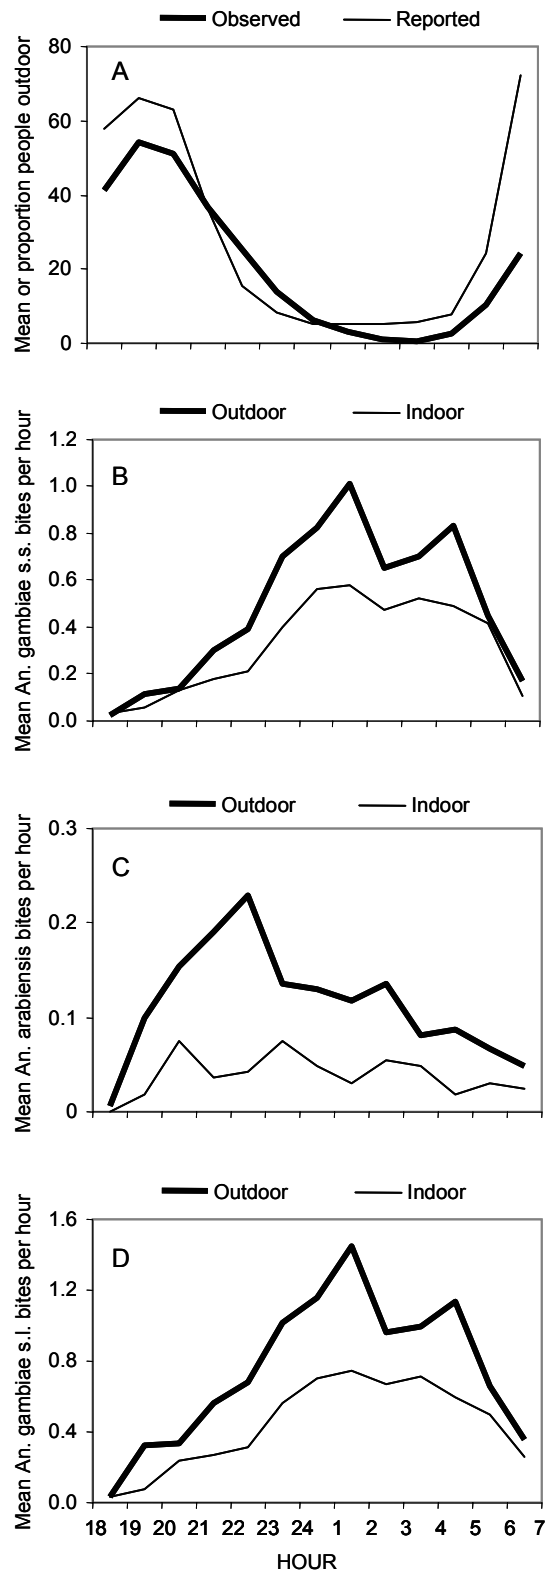 Observed Reported
Mean or proportion people outdoor
A
80
60
40
20
0
Outdoor Indoor
Mean An. gambiae s.s. bites per hour
B
1.2
1.0
0.8
0.6
0.4
0.2
0.0
Outdoor Indoor
Mean An. arabiensis bites per hour
C
0.3
0.2
0.1
0
Outdoor Indoor
Mean An. gambiae s.l. bites per hour
D
1.6
1.2
0.8
0.4
0.0
18 19 20 21 22 23 24 1 2 3 4 5 6 7
HOUR